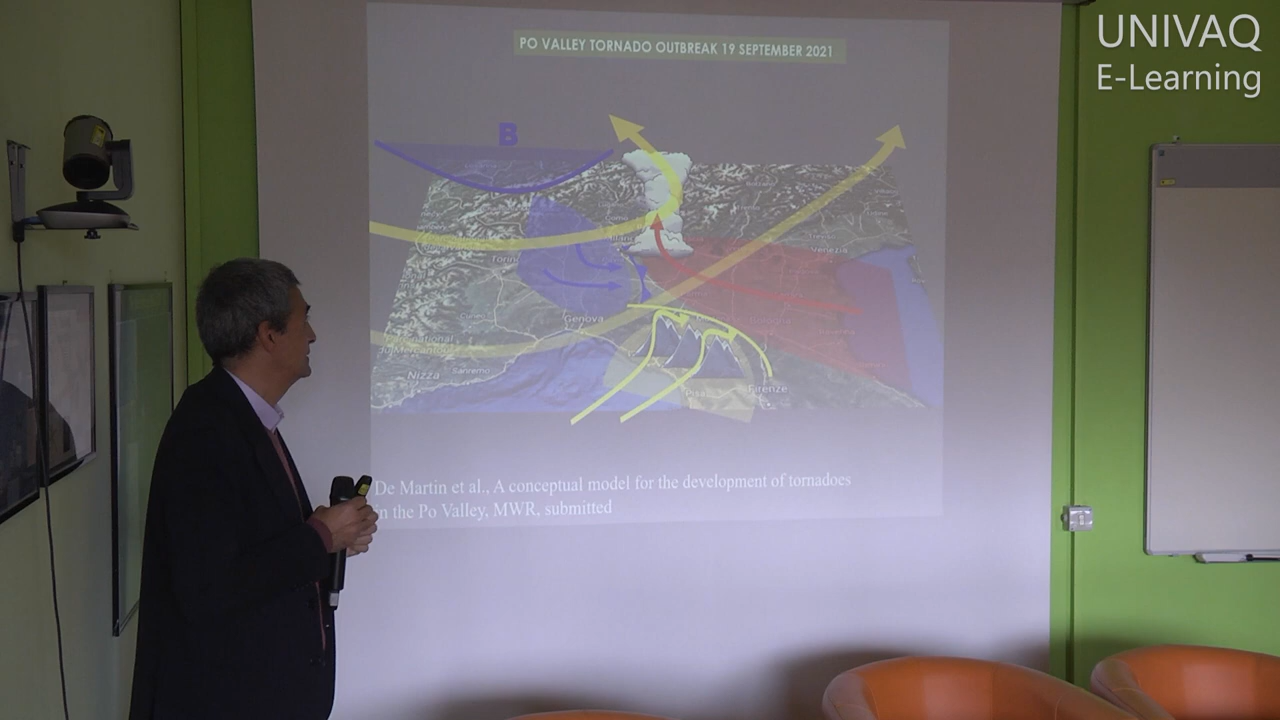 UNIVAQ
E-Learning
PO VALLEY TORNADO OUTBREAK 19 SEPTEMBER 2021
B
Torino
Venezia
Genova
Cuneo
Nizza
Sanremo
Firenze
De Martin et al., A conceptual model for the development of tornadoes
in the Po Valley, MWR, submitted